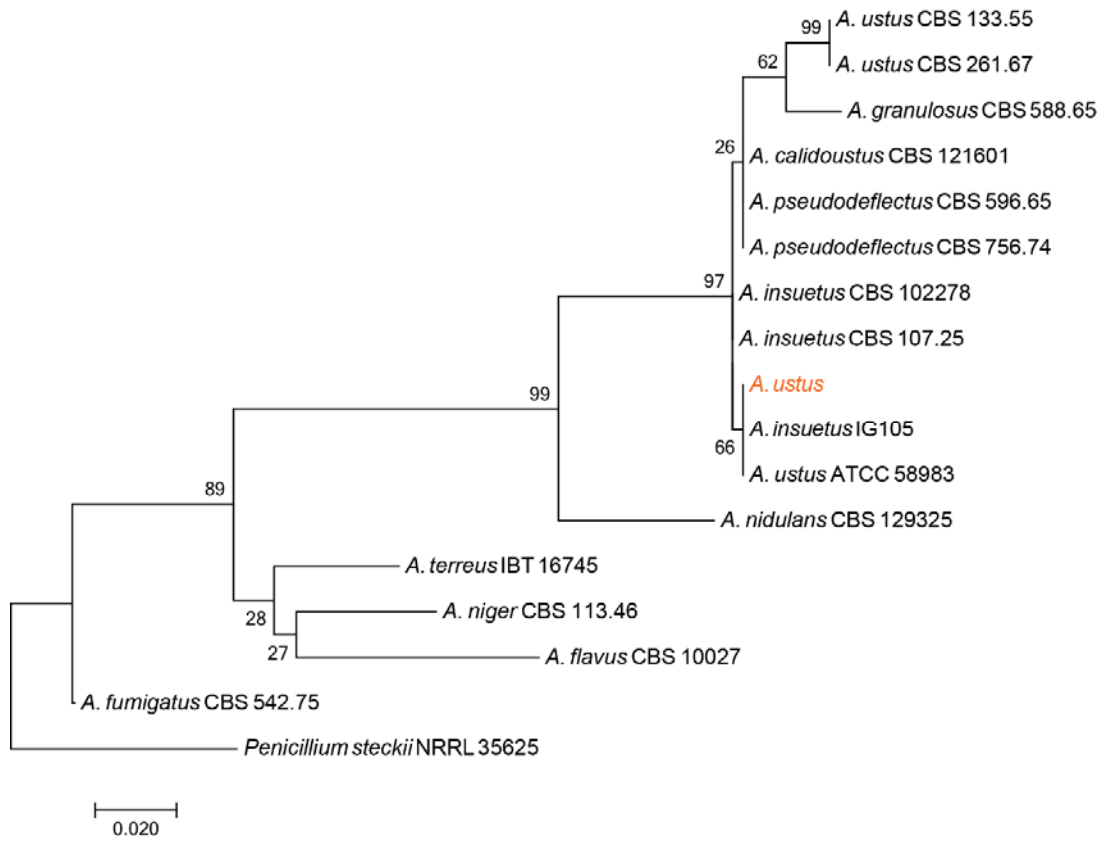 99
A. ustus CBS 133.55
62
A. ustus CBS 261.67
A. granulosus CBS 588.65
26
A. calidoustus CBS 121601
A. pseudodeflectus CBS 596.65
A. pseudodeflectus CBS 756.74
97
A. insuetus CBS 102278
A. insuetus CBS 107.25
99
A. ustus
A. insuetus IG105
66
A. ustus ATCC 58983
89
A. nidulans CBS 129325
A. terreus IBT 16745
28
A. niger CBS 113.46
27
A. flavus CBS 10027
A. fumigatus CBS 542.75
Penicillium steckii NRRL 35625
0.020